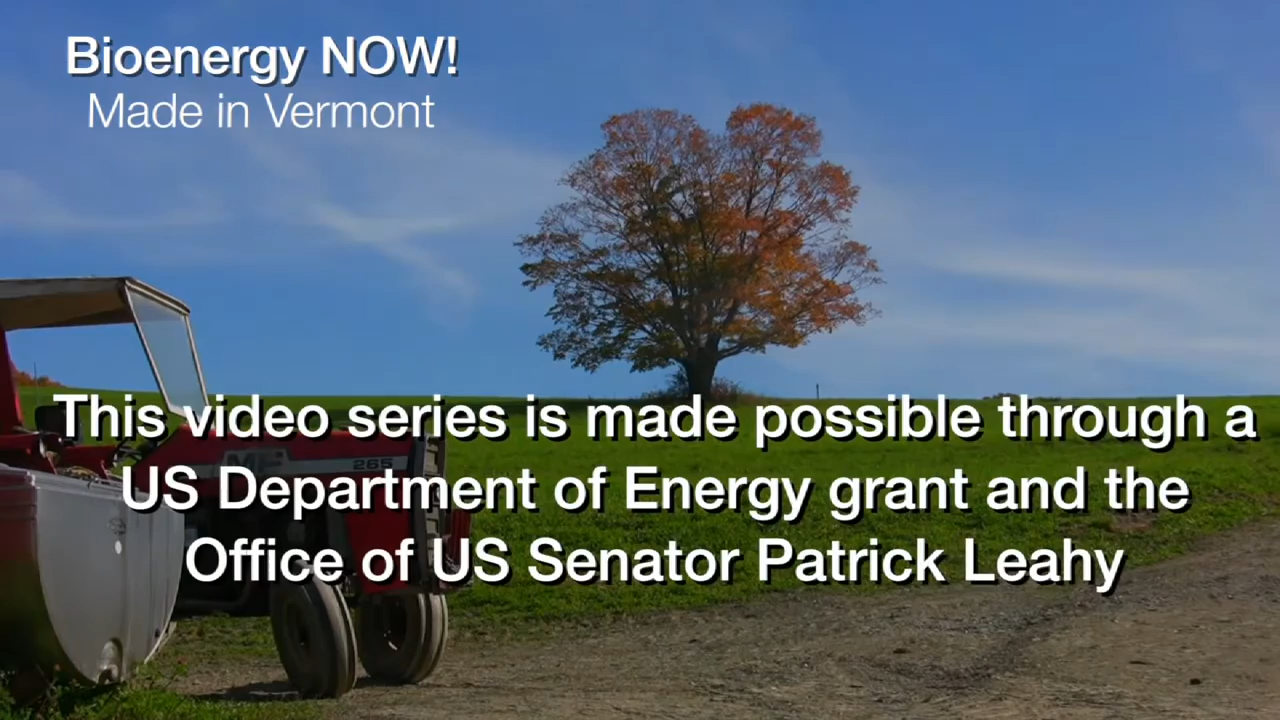 Bioenergy NOW!
Made in Vermont
This video series is made possible through a
US Department of Energy grant and the
Office of US Senator Patrick Leahy
MF 265